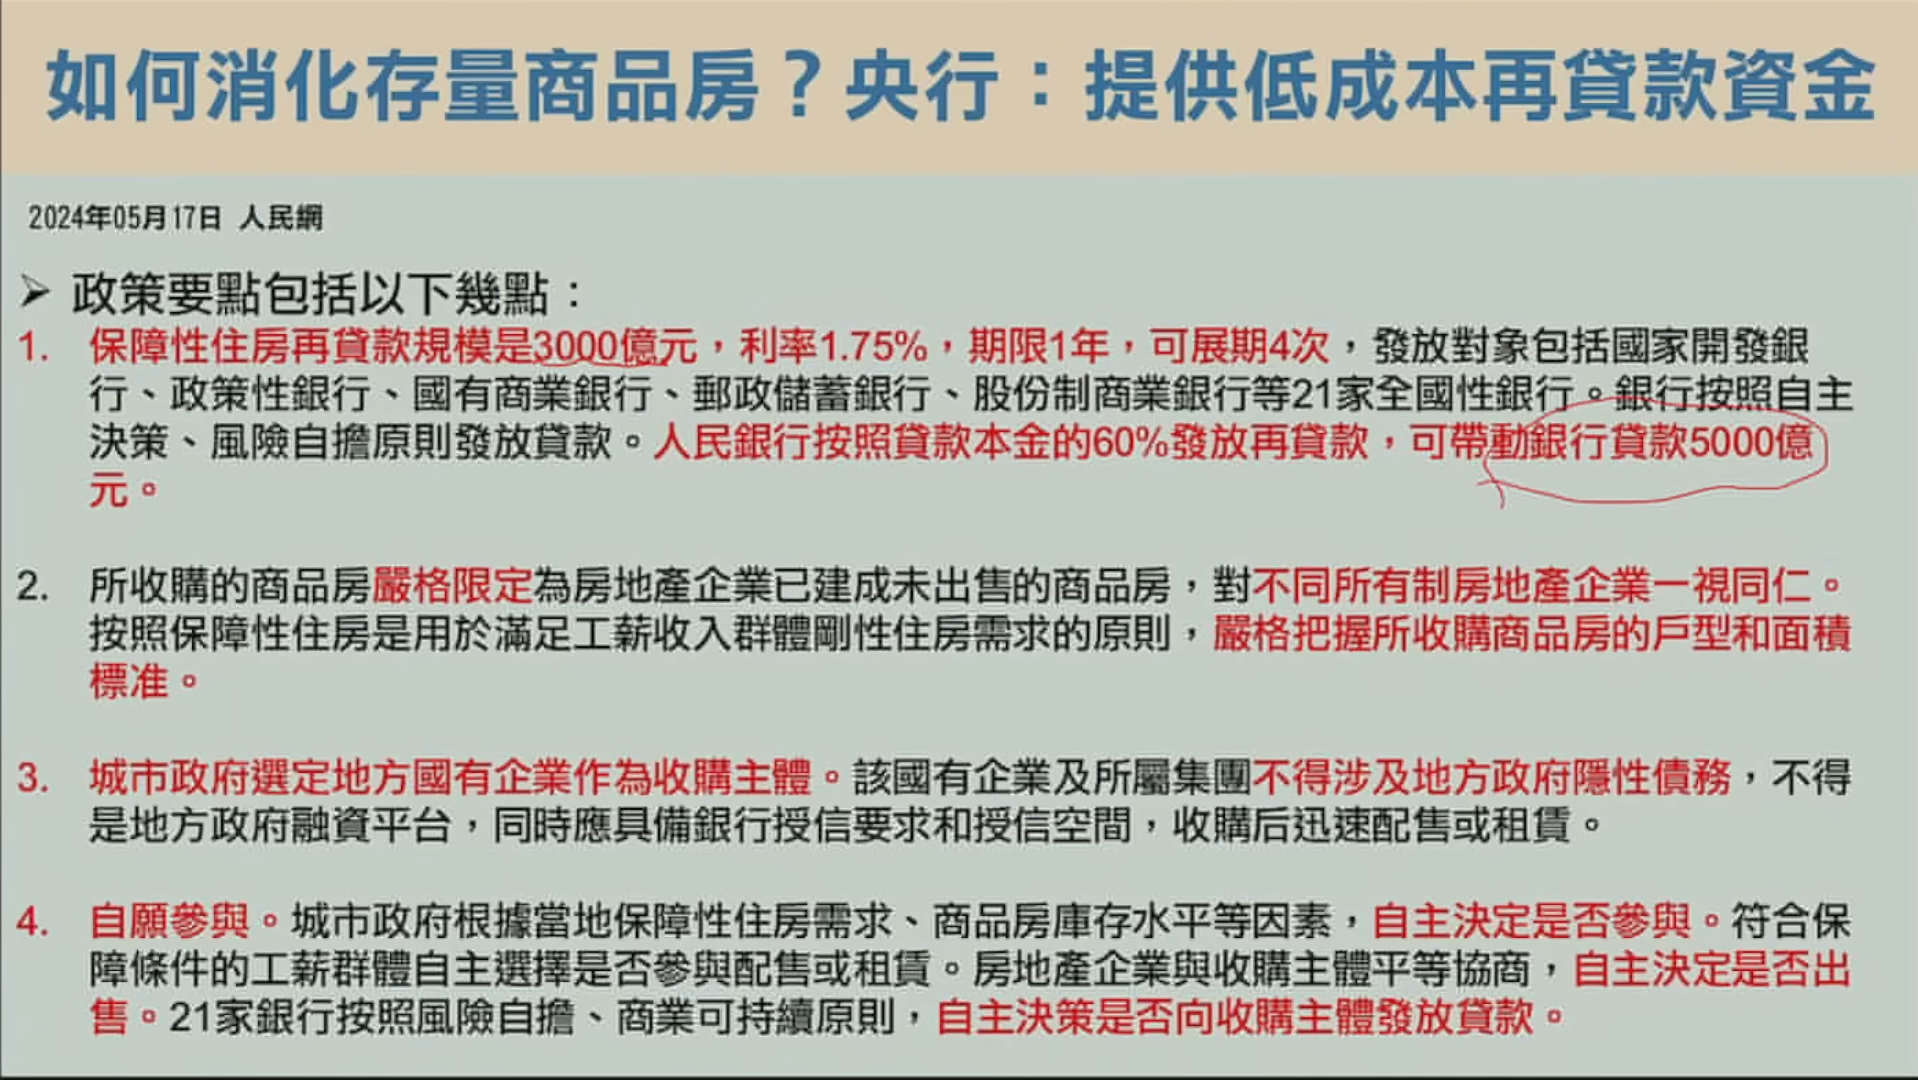 如何消化存量商品房？央行：提供低成本再貸款資金
2024年05月17日 人民網
➢ 政策要點包括以下幾點：
1. 保障性住房再貸款規模是3000億元，利率1.75%，期限1年，可展期4次，發放對象包括國家開發銀
行、政策性銀行、國有商業銀行、郵政儲蓄銀行、股份制商業銀行等21家全國性銀行。銀行按照自主
決策、風險自擔原則發放貸款。人民銀行按照貸款本金的60%發放再貸款，可帶動銀行貸款5000億
元。
2. 所收購的商品房嚴格限定為房地產企業已建成未出售的商品房，對不同所有制房地產企業一視同仁。
按照保障性住房是用於滿足工薪收入群體剛性住房需求的原則，嚴格把握所收購商品房的戶型和面積
標准。
3. 城市政府選定地方國有企業作為收購主體。該國有企業及所屬集團不得涉及地方政府隱性債務，不得
是地方政府融資平台，同時應具備銀行授信要求和授信空間，收購后迅速配售或租賃。
4. 自願參與。城市政府根據當地保障性住房需求、商品房庫存水平等因素，自主決定是否參與。符合保
障條件的工薪群體自主選擇是否參與配售或租賃。房地產企業與收購主體平等協商，自主決定是否出
售。21家銀行按照風險自擔、商業可持續原則，自主決策是否向收購主體發放貸款。